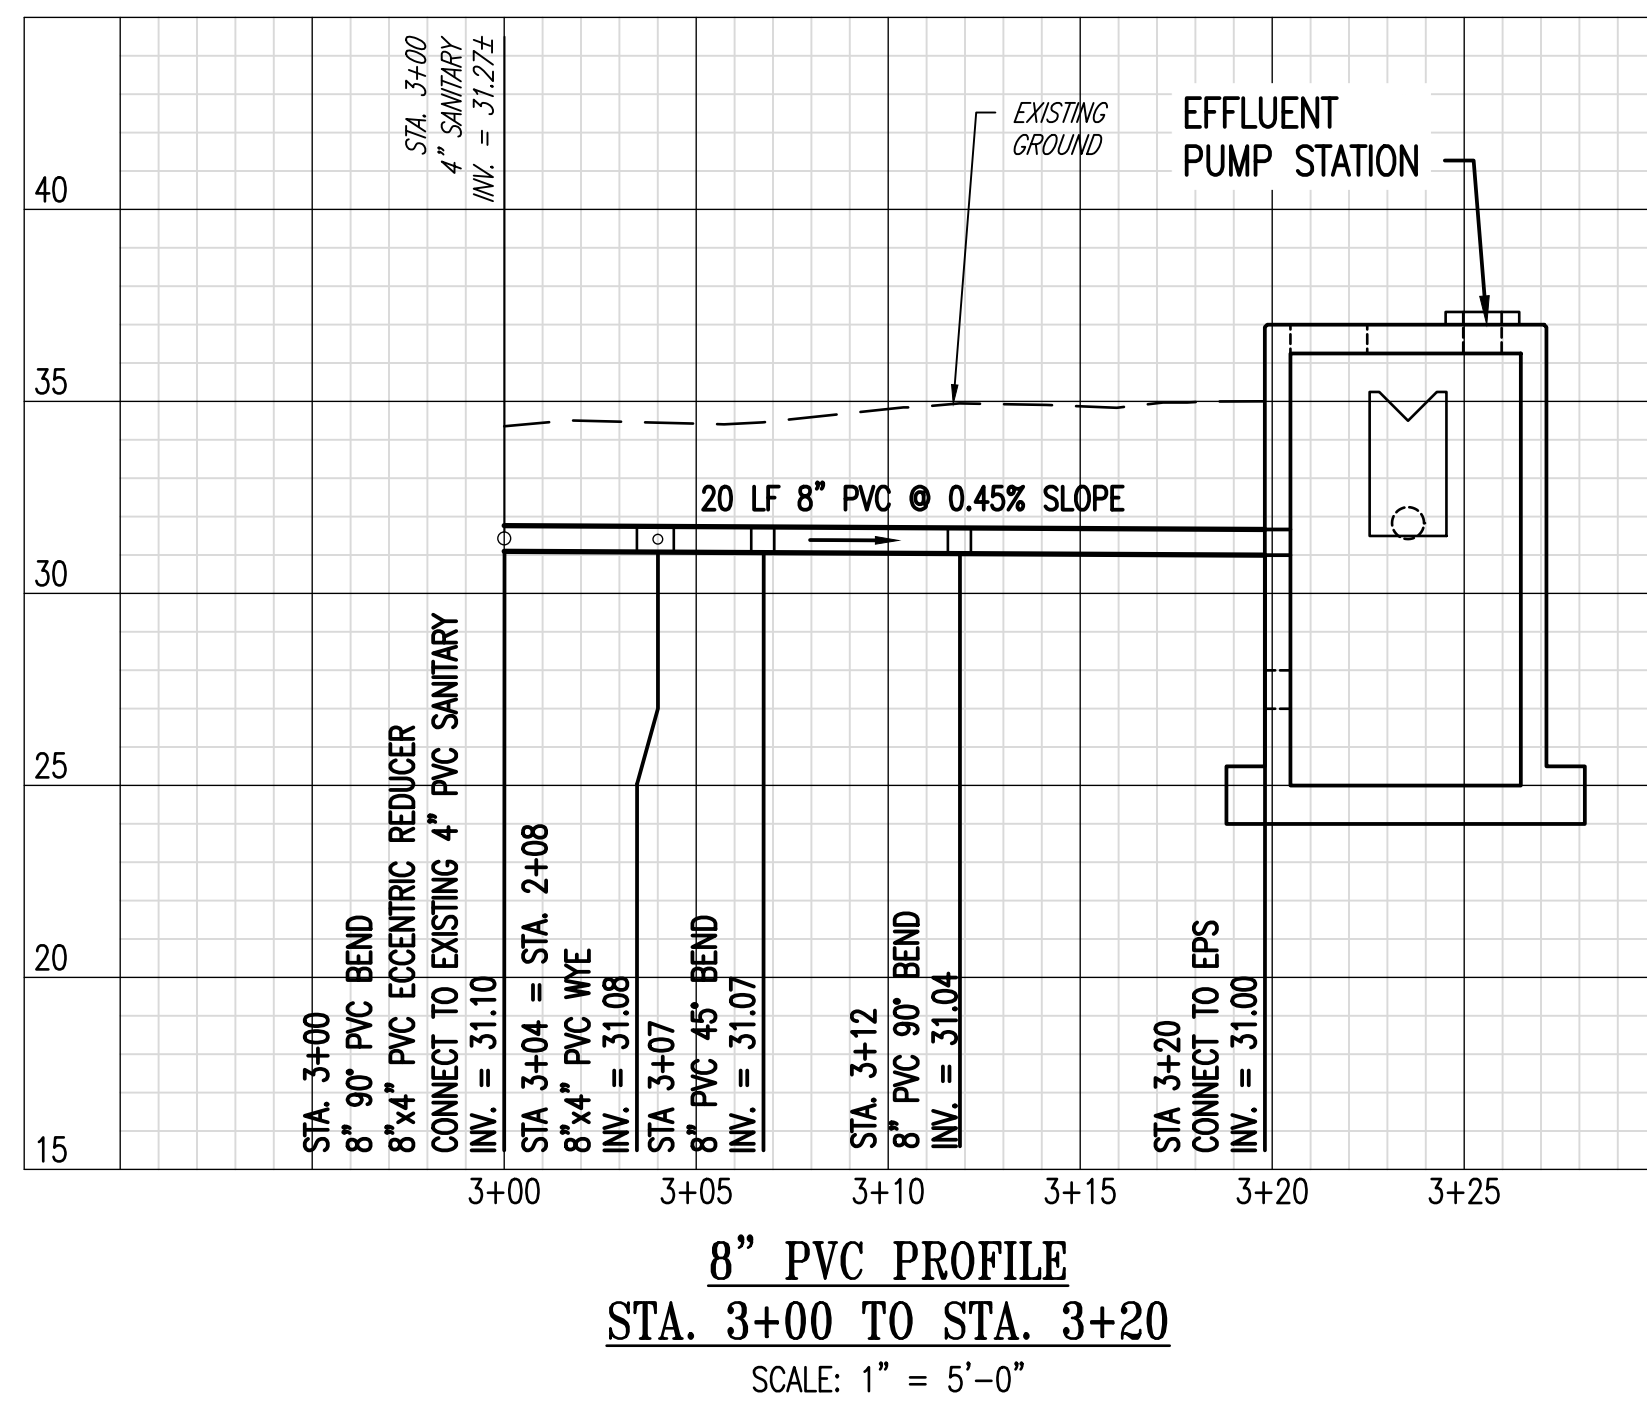 STA. 3+00
4" SANITARY
INV. = 31.27±
EXISTING
GROUND
EFFLUENT
PUMP STATION
40
35
30
25
20
15
20 LF 8" PVC @ 0.45% SLOPE
STA. 3+00
8" 90° PVC BEND
8"x4" PVC ECCENTRIC REDUCER
CONNECT TO EXISTING 4" PVC SANITARY
INV. = 31.10
STA 3+04 = STA. 2+08
8"x4" PVC WYE
INV. = 31.08
STA 3+07
8" PVC 45° BEND
INV. = 31.07
STA. 3+12
8" PVC 90° BEND
INV. = 31.04
STA 3+20
CONNECT TO EPS
INV. = 31.00
3+00 3+05 3+10 3+15 3+20 3+25
8" PVC PROFILE
STA. 3+00 TO STA. 3+20
SCALE: 1" = 5'-0"